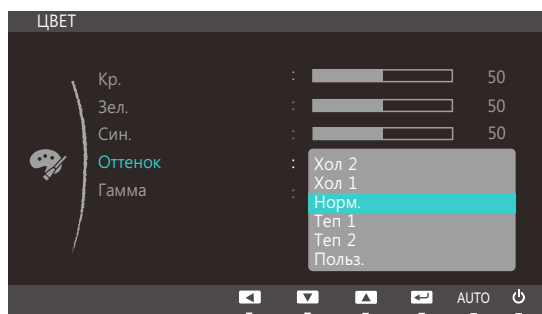 ЦВЕТ
Кр. : 50
Зел. : 50
Син. : 50
Оттенок :
Хол 2
Хол 1
Гамма :
Норм.
Теп 1
Теп 2
Польз.
AUTO